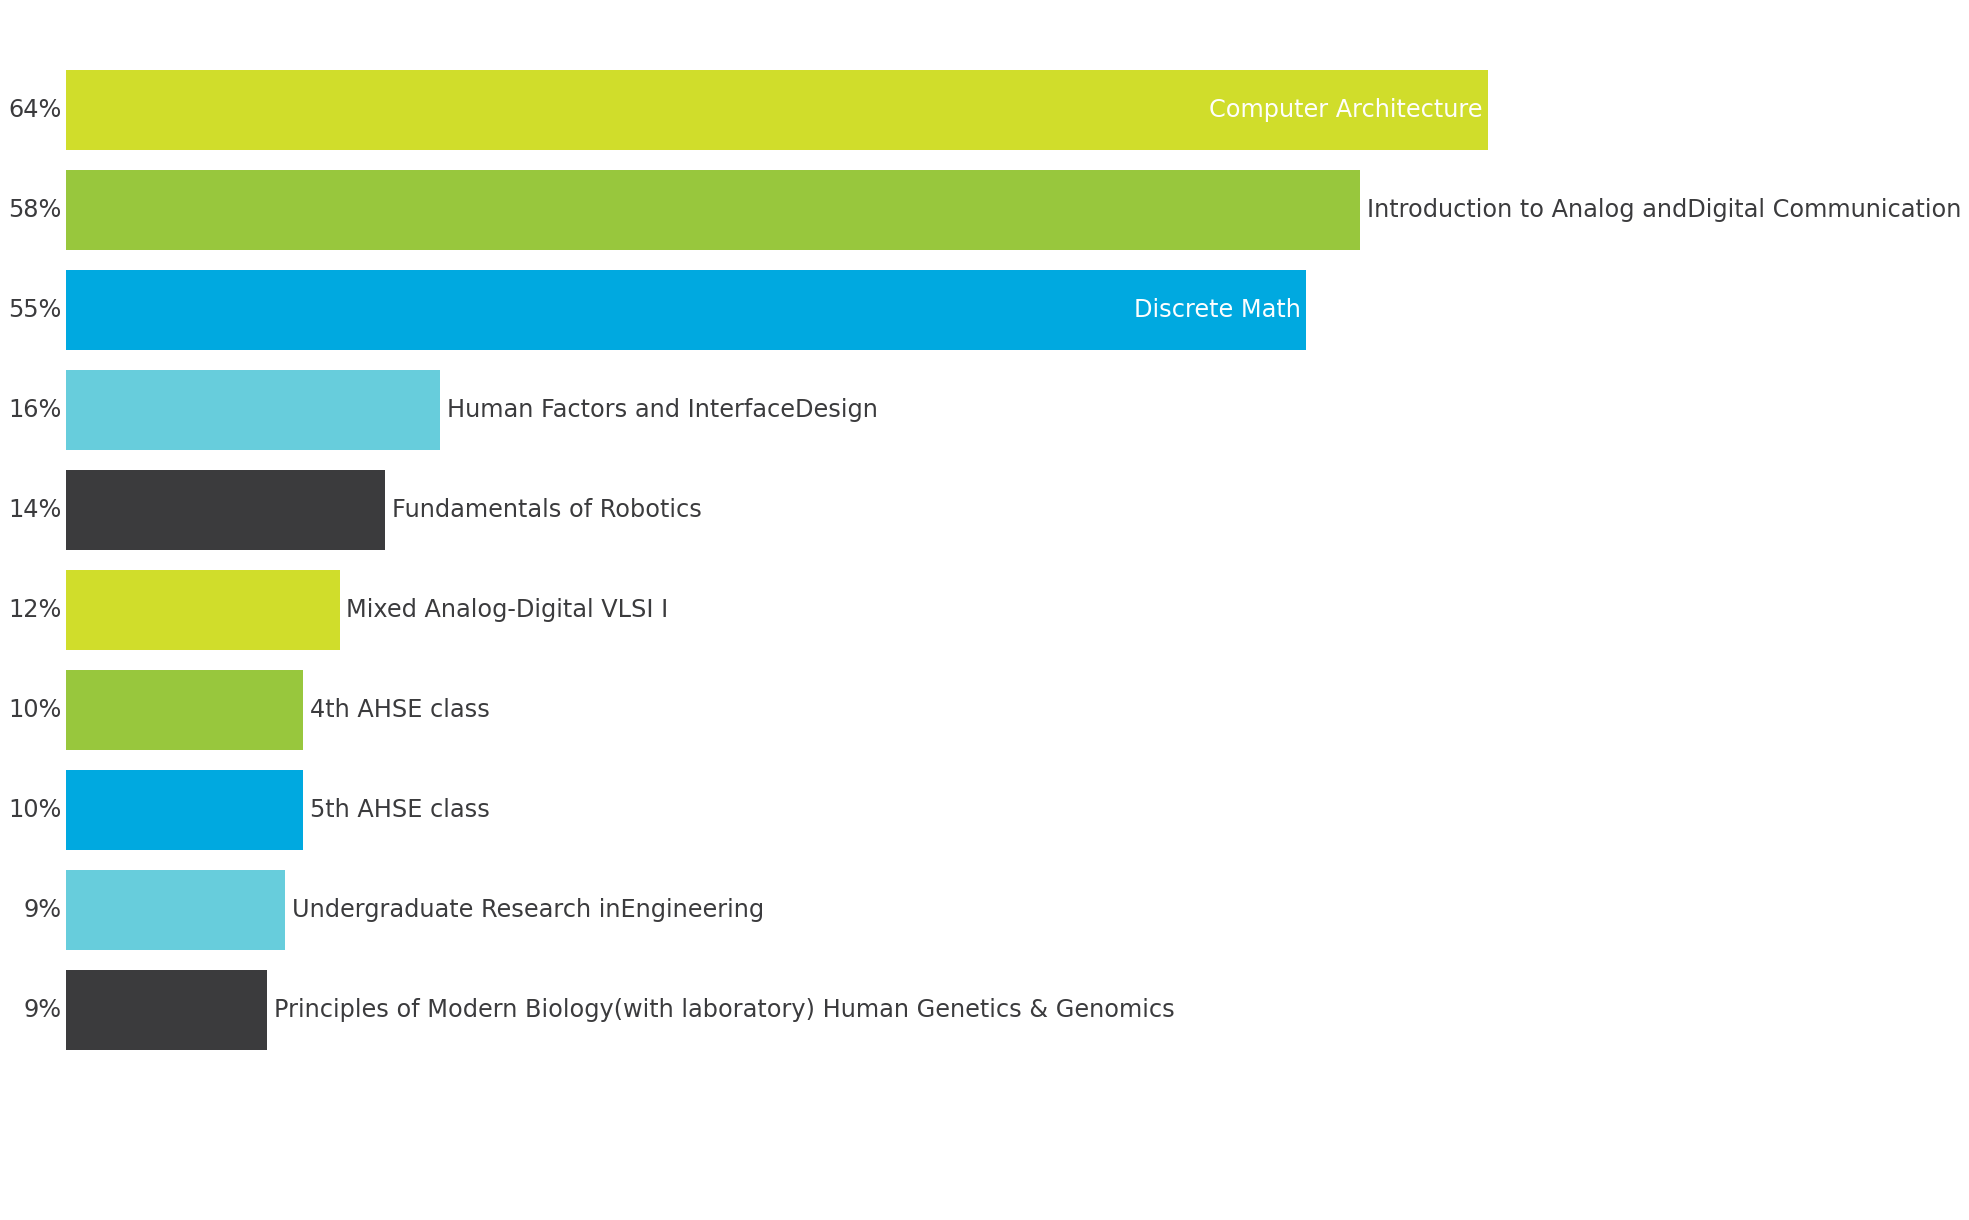 64% Computer Architecture
58% Introduction to Analog andDigital Communication
55% Discrete Math
16% Human Factors and InterfaceDesign
14% Fundamentals of Robotics
12% Mixed Analog-Digital VLSI I
10% 4th AHSE class
10% 5th AHSE class
9% Undergraduate Research inEngineering
9% Principles of Modern Biology(with laboratory) Human Genetics & Genomics